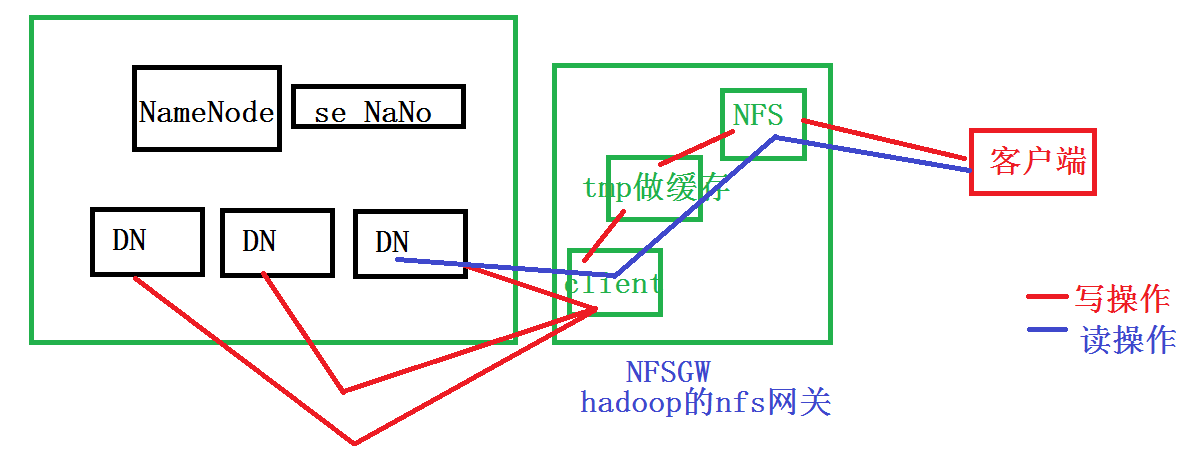 NameNode
se NaNo
DN
DN
DN
NFS
tmp做缓存
client
客户端
写操作
读操作
NFSGW
hadoop的nfs网关